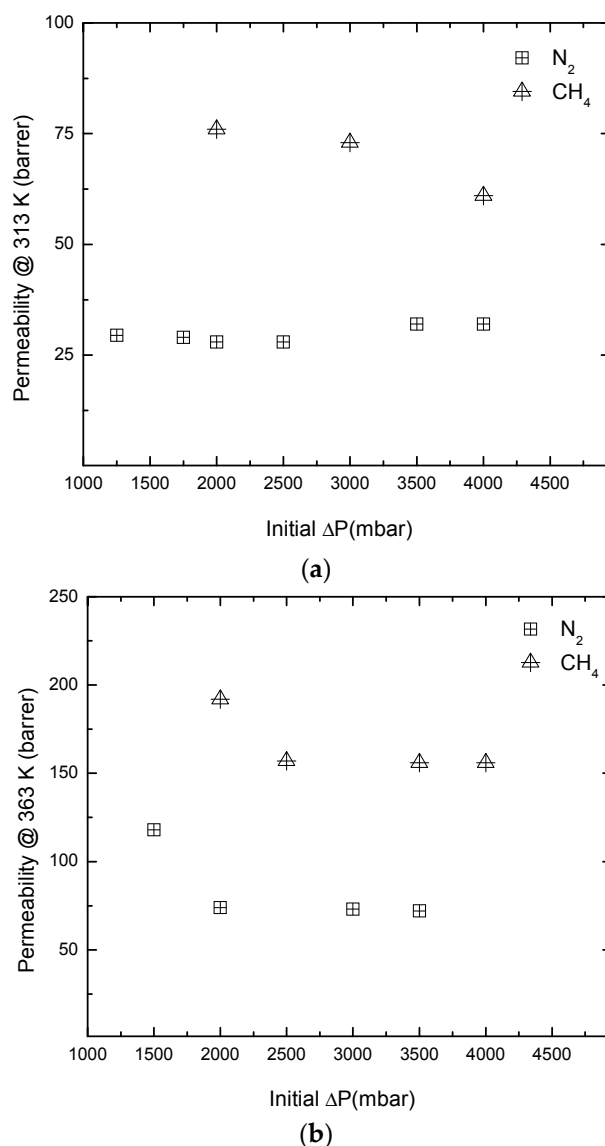 100
75
50
25
Permeability @ 313 K (barrer)
N₂
CH₄
1000 1500 2000 2500 3000 3500 4000 4500
Initial ΔP(mbar)
(a)
250
200
150
100
50
Permeability @ 363 K (barrer)
N₂
CH₄
1000 1500 2000 2500 3000 3500 4000 4500
Initial ΔP(mbar)
(b)